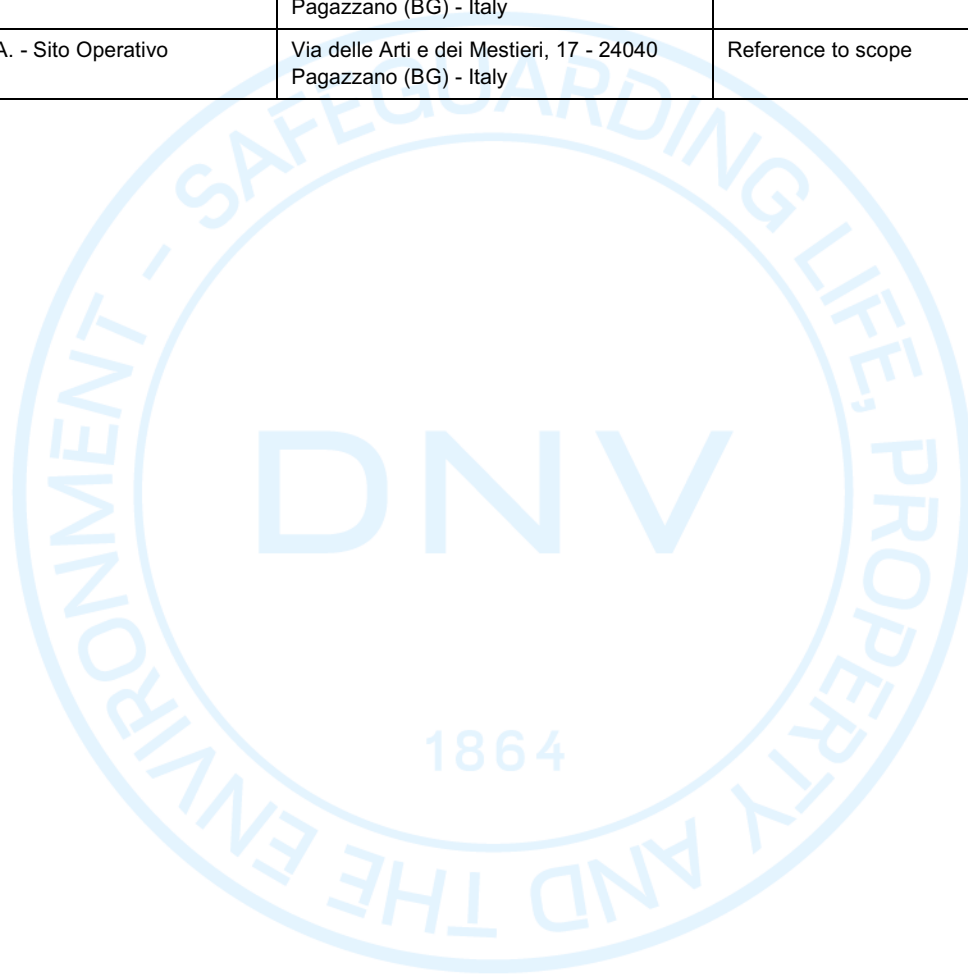 Pagazzano (BG) - Italy
A. - Sito Operativo
Via delle Arti e dei Mestieri, 17 - 24040
Pagazzano (BG) - Italy
Reference to scope
SAFEGUARDING LIFE, PROPERTY AND THE ENVIRONMENT -
DNV
1864